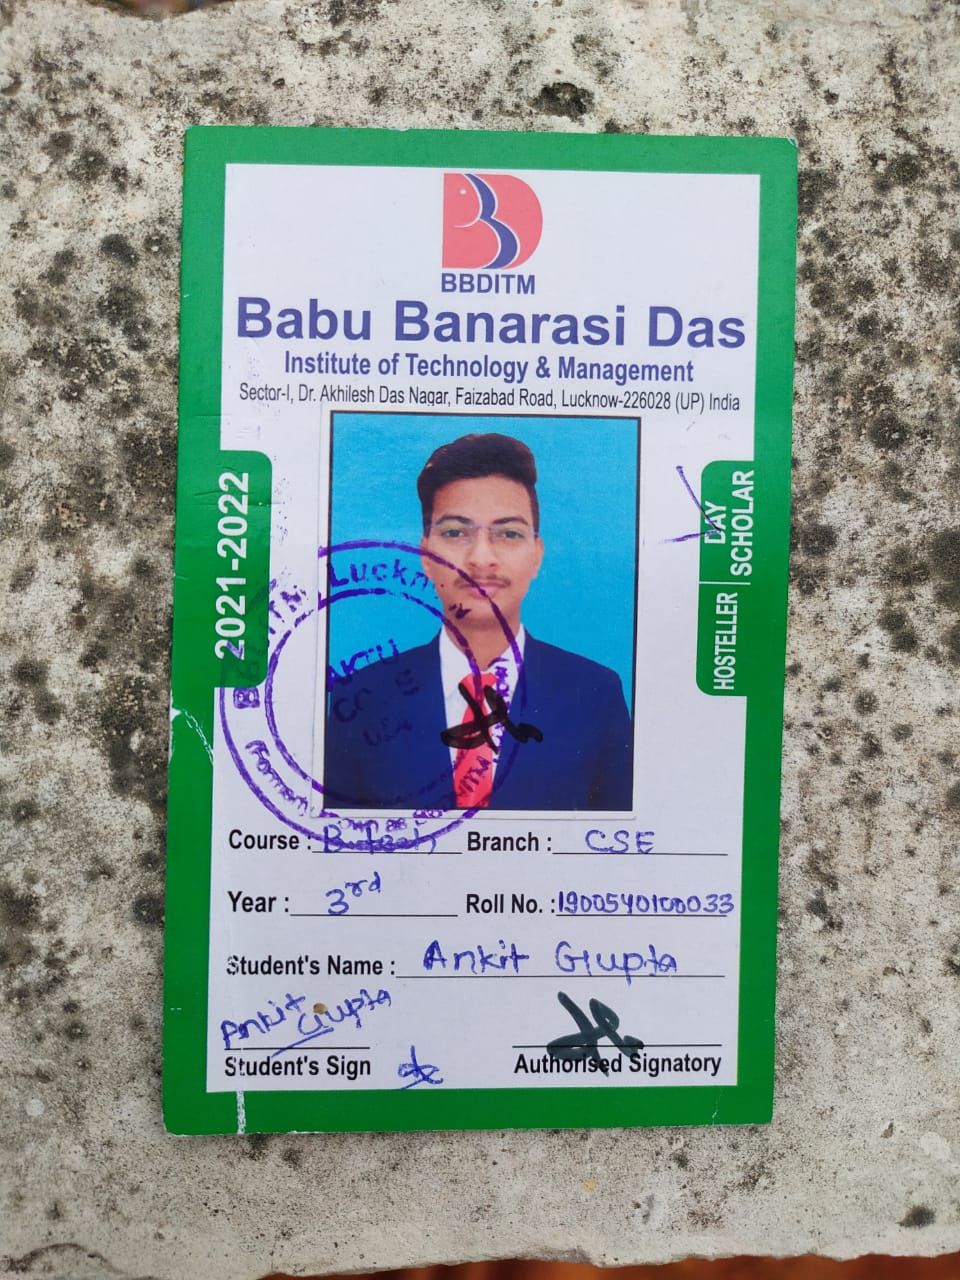 BBDITM
Babu Banarasi Das
Institute of Technology & Management
Sector-I, Dr. Akhilesh Das Nagar, Faizabad Road, Lucknow-226028 (UP) India
2021-2022
DAY SCHOLAR
HOSTELLER
BBDITM, Lucknow
AKTU
(Formerly
Course : B.tech Branch : CSE
Year : 3rd Roll No. : 1900540100033
Student's Name : Ankit Gupta
Ankit Gupta
Student's Sign
Authorised Signatory